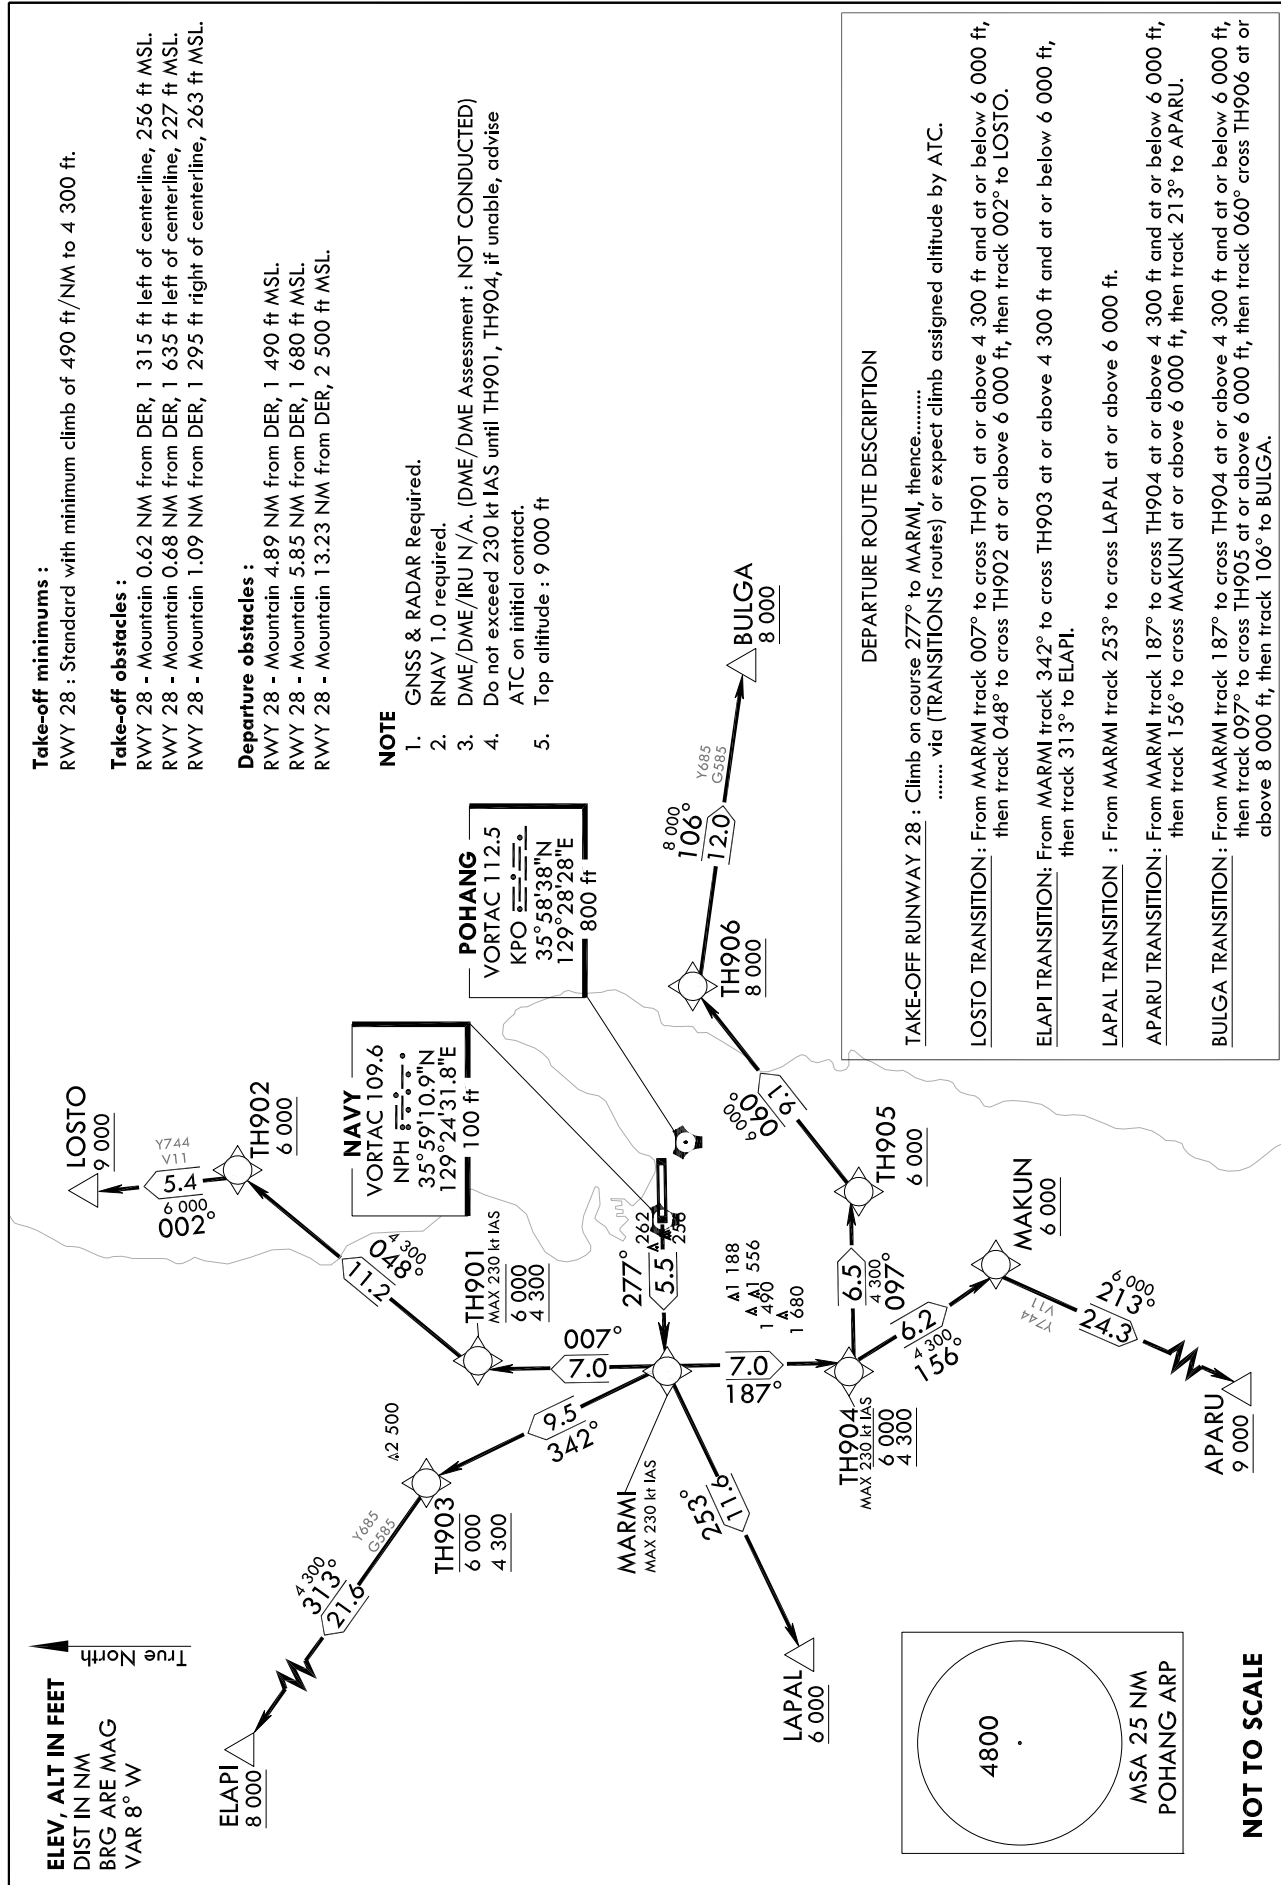 ELEV, ALT IN FEET
DIST IN NM
BRG ARE MAG
VAR 8° W
True North
Take-off minimums :
RWY 28 : Standard with minimum climb of 490 ft/NM to 4 300 ft.
Take-off obstacles :
RWY 28 - Mountain 0.62 NM from DER, 1 315 ft left of centerline, 256 ft MSL.
RWY 28 - Mountain 0.68 NM from DER, 1 635 ft left of centerline, 227 ft MSL.
RWY 28 - Mountain 1.09 NM from DER, 1 295 ft right of centerline, 263 ft MSL.
Departure obstacles :
RWY 28 - Mountain 4.89 NM from DER, 1 490 ft MSL.
RWY 28 - Mountain 5.85 NM from DER, 1 680 ft MSL.
RWY 28 - Mountain 13.23 NM from DER, 2 500 ft MSL.
NOTE
1. GNSS & RADAR Required.
2. RNAV 1.0 required.
3. DME/DME/IRU N/A. (DME/DME Assessment : NOT CONDUCTED)
4. Do not exceed 230 kt IAS until TH901, TH904, if unable, advise
ATC on initial contact.
5. Top altitude : 9 000 ft
LOSTO
9 000
Y744
V11
5.4
6 000
002°
TH902
6 000
4 300
048°
11.2
TH901
MAX 230 kt IAS
6 000
4 300
007°
7.0
ELAPI
8 000
4 300
313°
21.6
Y685
G585
TH903
6 000
4 300
2 500
9.5
342°
NAVY
VORTAC 109.6
NPH
35°59'10.9"N
129°24'31.8"E
100 ft
POHANG
VORTAC 112.5
KPO
35°58'38"N
129°28'28"E
800 ft
277°
5.5
262
256
MARMI
MAX 230 kt IAS
253°
11.6
LAPAL
6 000
1 188
1 556
1 490
1 680
7.0
187°
TH904
MAX 230 kt IAS
6 000
4 300
6.5
4 300
097°
TH905
6 000
6 000
060°
9.1
TH906
8 000
8 000
106°
12.0
Y685
G585
BULGA
8 000
6.2
4 300
156°
MAKUN
6 000
6 000
213°
24.3
Y744
V11
APARU
9 000
4800
MSA 25 NM
POHANG ARP
NOT TO SCALE
DEPARTURE ROUTE DESCRIPTION
TAKE-OFF RUNWAY 28 : Climb on course 277° to MARMI, thence.........
....... via (TRANSITIONS routes) or expect climb assigned altitude by ATC.
LOSTO TRANSITION : From MARMI track 007° to cross TH901 at or above 4 300 ft and at or below 6 000 ft,
then track 048° to cross TH902 at or above 6 000 ft, then track 002° to LOSTO.
ELAPI TRANSITION: From MARMI track 342° to cross TH903 at or above 4 300 ft and at or below 6 000 ft,
then track 313° to ELAPI.
LAPAL TRANSITION : From MARMI track 253° to cross LAPAL at or above 6 000 ft.
APARU TRANSITION: From MARMI track 187° to cross TH904 at or above 4 300 ft and at or below 6 000 ft,
then track 156° to cross MAKUN at or above 6 000 ft, then track 213° to APARU.
BULGA TRANSITION : From MARMI track 187° to cross TH904 at or above 4 300 ft and at or below 6 000 ft,
then track 097° to cross TH905 at or above 6 000 ft, then track 060° cross TH906 at or
above 8 000 ft, then track 106° to BULGA.